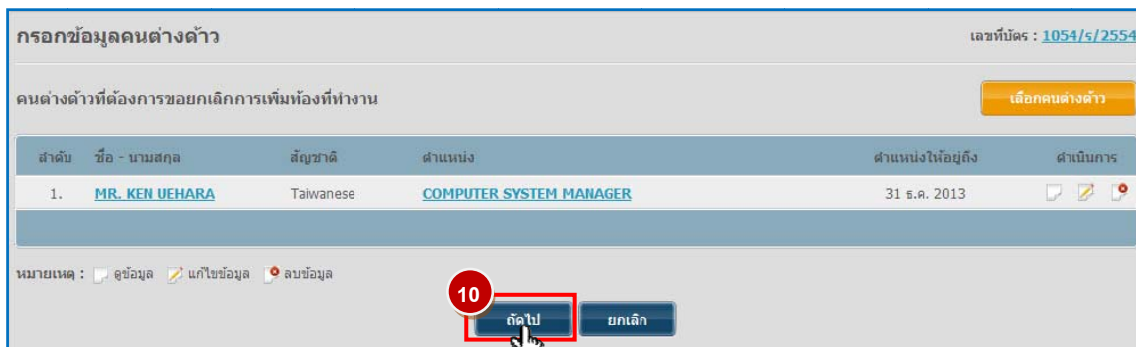 กรอกข้อมูลคนต่างด้าว เลขที่บัตร : 1054/ร/2554
คนต่างด้าวที่ต้องการขอยกเลิกการเพิ่มท้องที่ทำงาน เลือกคนต่างด้าว
ลำดับ ชื่อ - นามสกุล สัญชาติ ตำแหน่ง ตำแหน่งให้อยู่ถึง ดำเนินการ
1. MR. KEN UEHARA Taiwanese COMPUTER SYSTEM MANAGER 31 ธ.ค. 2013
หมายเหตุ : ดูข้อมูล แก้ไขข้อมูล ลบข้อมูล
10
ถัดไป ยกเลิก